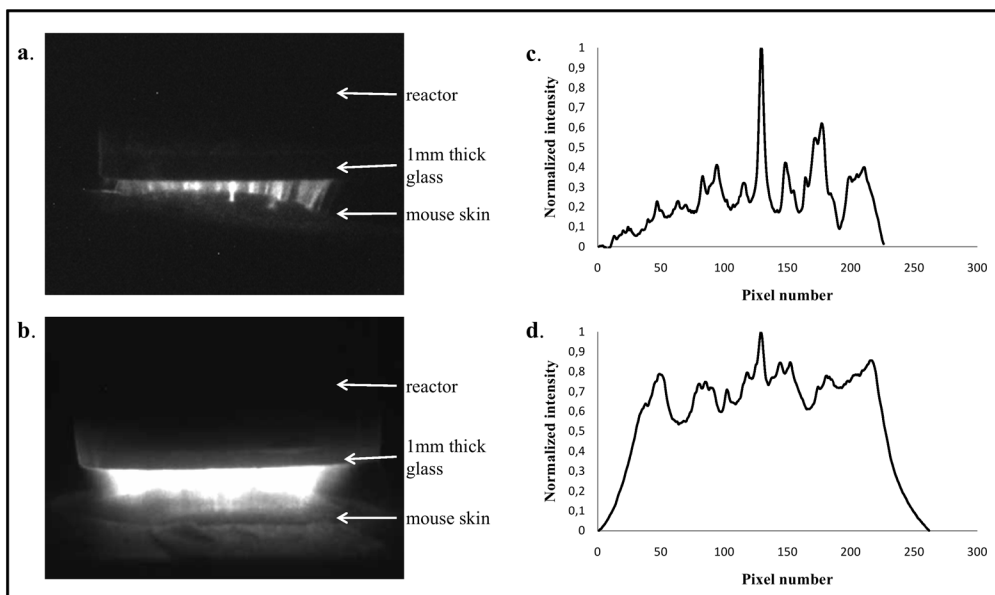 a.
reactor
1mm thick
glass
mouse skin
b.
reactor
1mm thick
glass
mouse skin
c.
Normalized intensity
1
0,9
0,8
0,7
0,6
0,5
0,4
0,3
0,2
0,1
0
0 50 100 150 200 250 300
Pixel number
d.
Normalized intensity
1
0,9
0,8
0,7
0,6
0,5
0,4
0,3
0,2
0,1
0
0 50 100 150 200 250 300
Pixel number